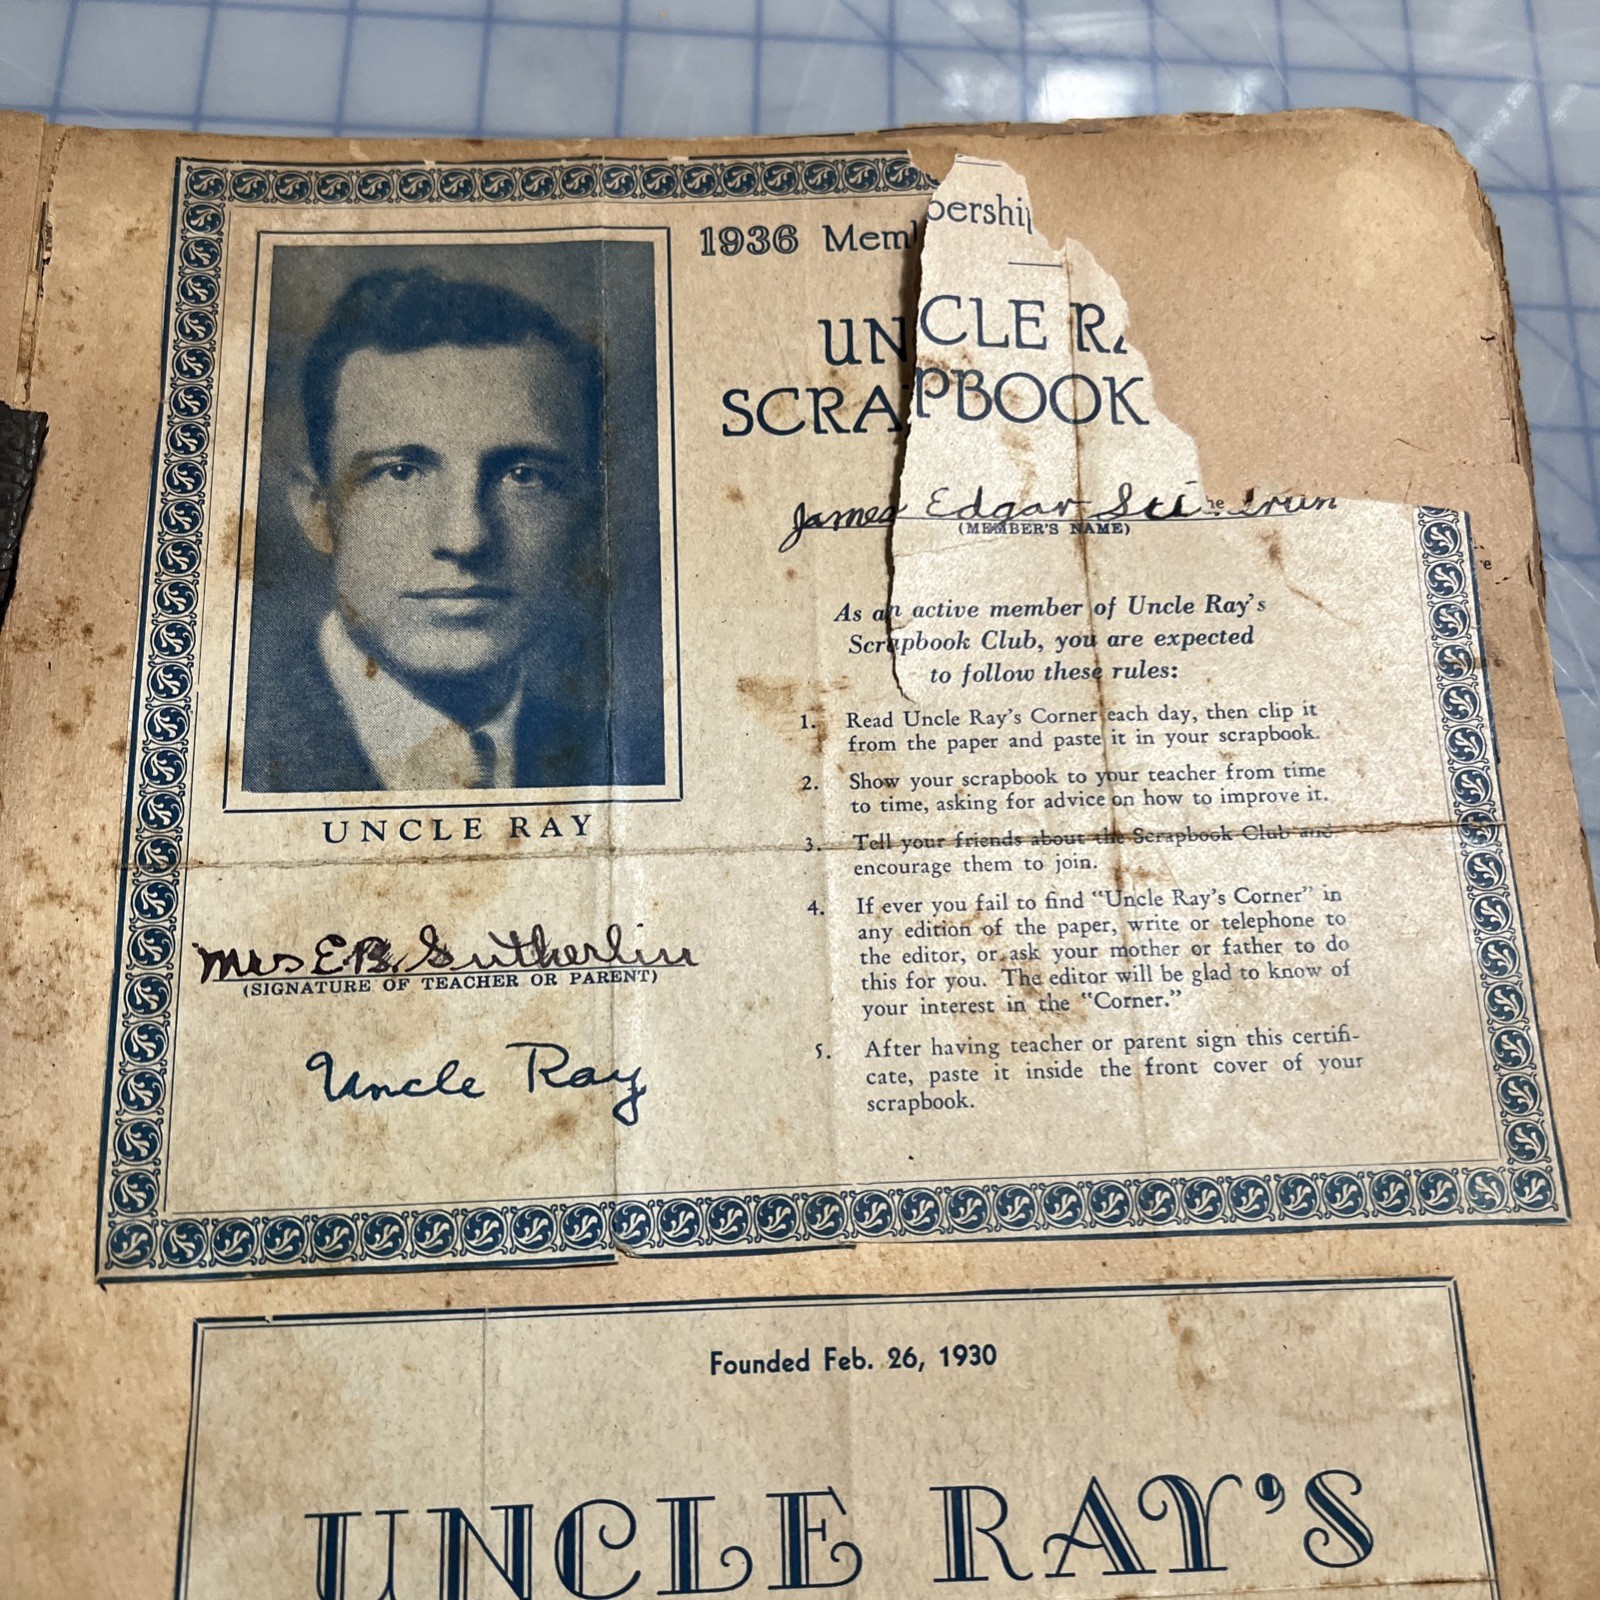 1936 Membership
UNCLE RA
SCRAPBOOK
James Edgar
(MEMBER'S NAME)
As an active member of Uncle Ray's
Scrapbook Club, you are expected
to follow these rules:
1. Read Uncle Ray's Corner each day, then clip it
from the paper and paste it in your scrapbook.
2. Show your scrapbook to your teacher from time
to time, asking for advice on how to improve it.
3. Tell your friends about the Scrapbook Club and
encourage them to join.
4. If ever you fail to find "Uncle Ray's Corner" in
any edition of the paper, write or telephone to
the editor, or ask your mother or father to do
this for you. The editor will be glad to know of
your interest in the "Corner."
5. After having teacher or parent sign this certifi-
cate, paste it inside the front cover of your
scrapbook.
UNCLE RAY
Mrs E.B. Sutherlin
(SIGNATURE OF TEACHER OR PARENT)
Uncle Ray
Founded Feb. 26, 1930
UNCLE RAY'S